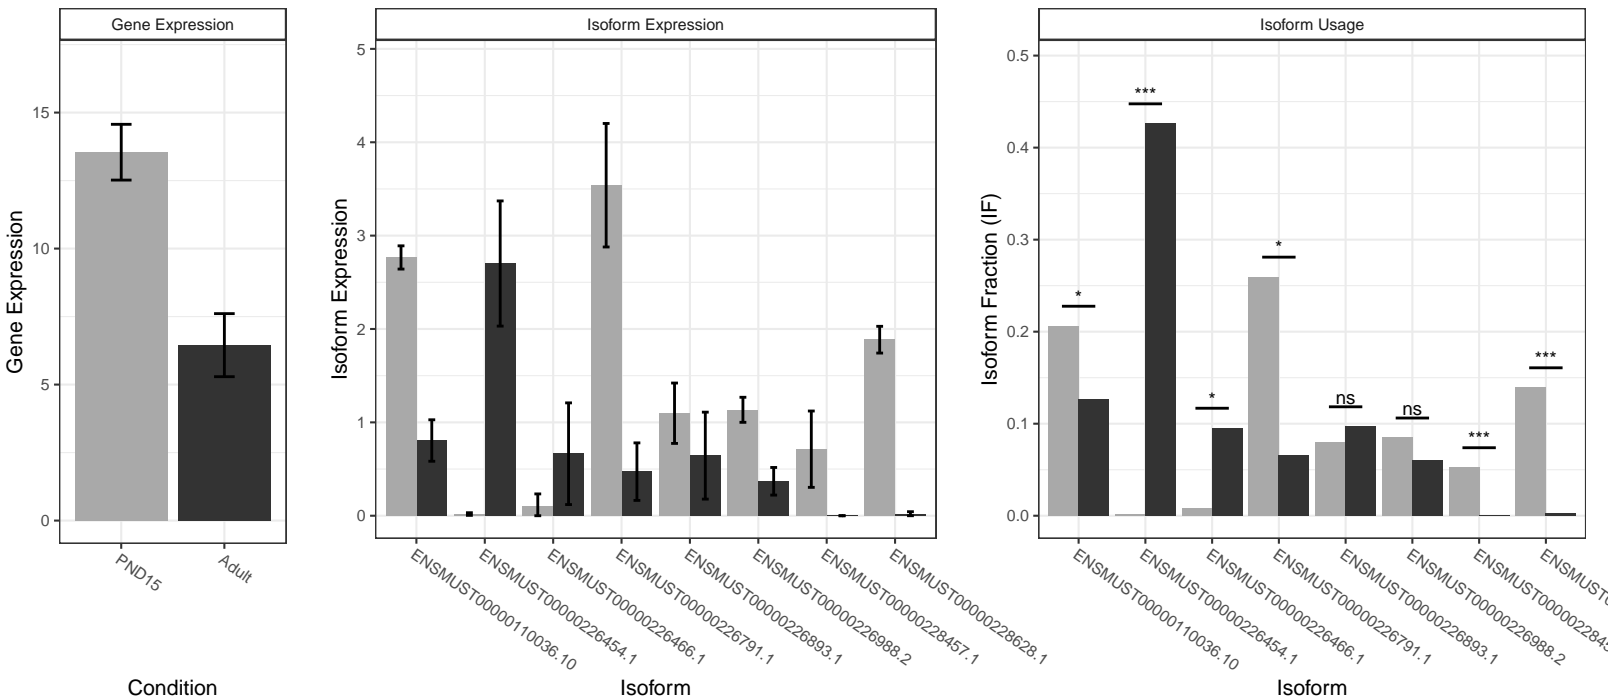 Gene Expression
Isoform Expression
Isoform Usage
Gene Expression
15
10
5
0
PND15
Adult
Condition
Isoform Expression
5
4
3
2
1
0
ENSMUST00000110036.10
ENSMUST00000226454.1
ENSMUST00000226466.1
ENSMUST00000226791.1
ENSMUST00000226893.1
ENSMUST00000226988.2
ENSMUST00000228457.1
ENSMUST00000228628.1
Isoform
Isoform Fraction (IF)
0.5
0.4
0.3
0.2
0.1
0.0
*
***
*
*
ns
ns
***
***
ENSMUST00000110036.10
ENSMUST00000226454.1
ENSMUST00000226466.1
ENSMUST00000226791.1
ENSMUST00000226893.1
ENSMUST00000226988.2
Isoform